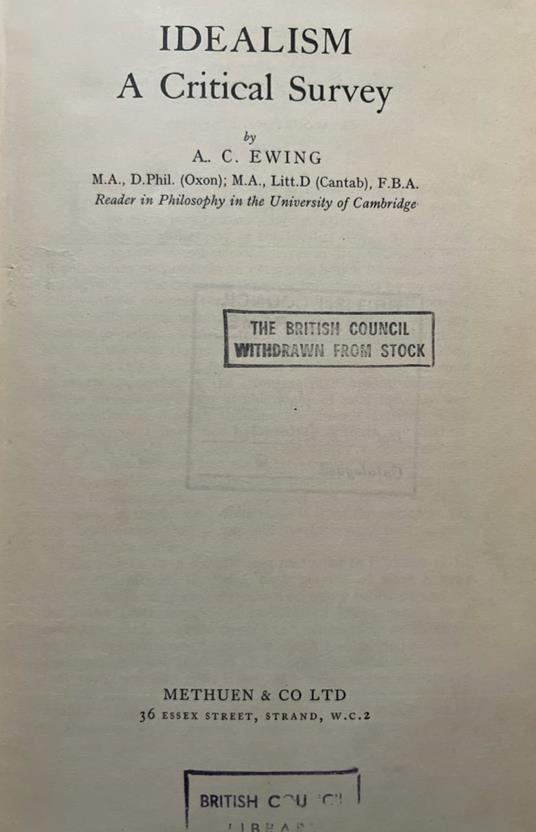 IDEALISM
A Critical Survey
by
A. C. EWING
M.A., D.Phil. (Oxon); M.A., Litt.D (Cantab), F.B.A.
Reader in Philosophy in the University of Cambridge
THE BRITISH COUNCIL
WITHDRAWN FROM STOCK
METHUEN & CO LTD
36 ESSEX STREET, STRAND, W.C.2
BRITISH